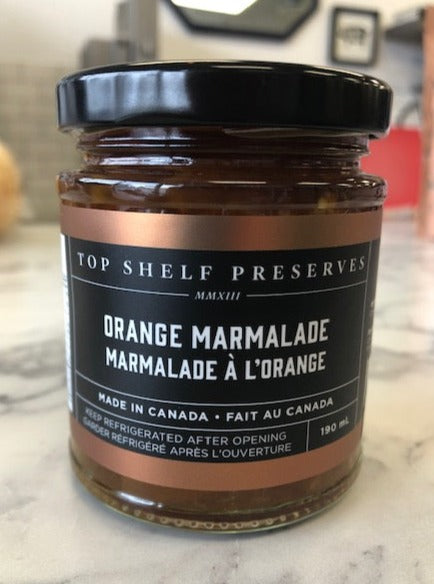 TOP SHELF PRESERVES
MMXIII
ORANGE MARMALADE
MARMALADE À L'ORANGE
MADE IN CANADA • FAIT AU CANADA
KEEP REFRIGERATED AFTER OPENING
GARDER RÉFRIGÉRÉ APRÈS L'OUVERTURE
190 mL